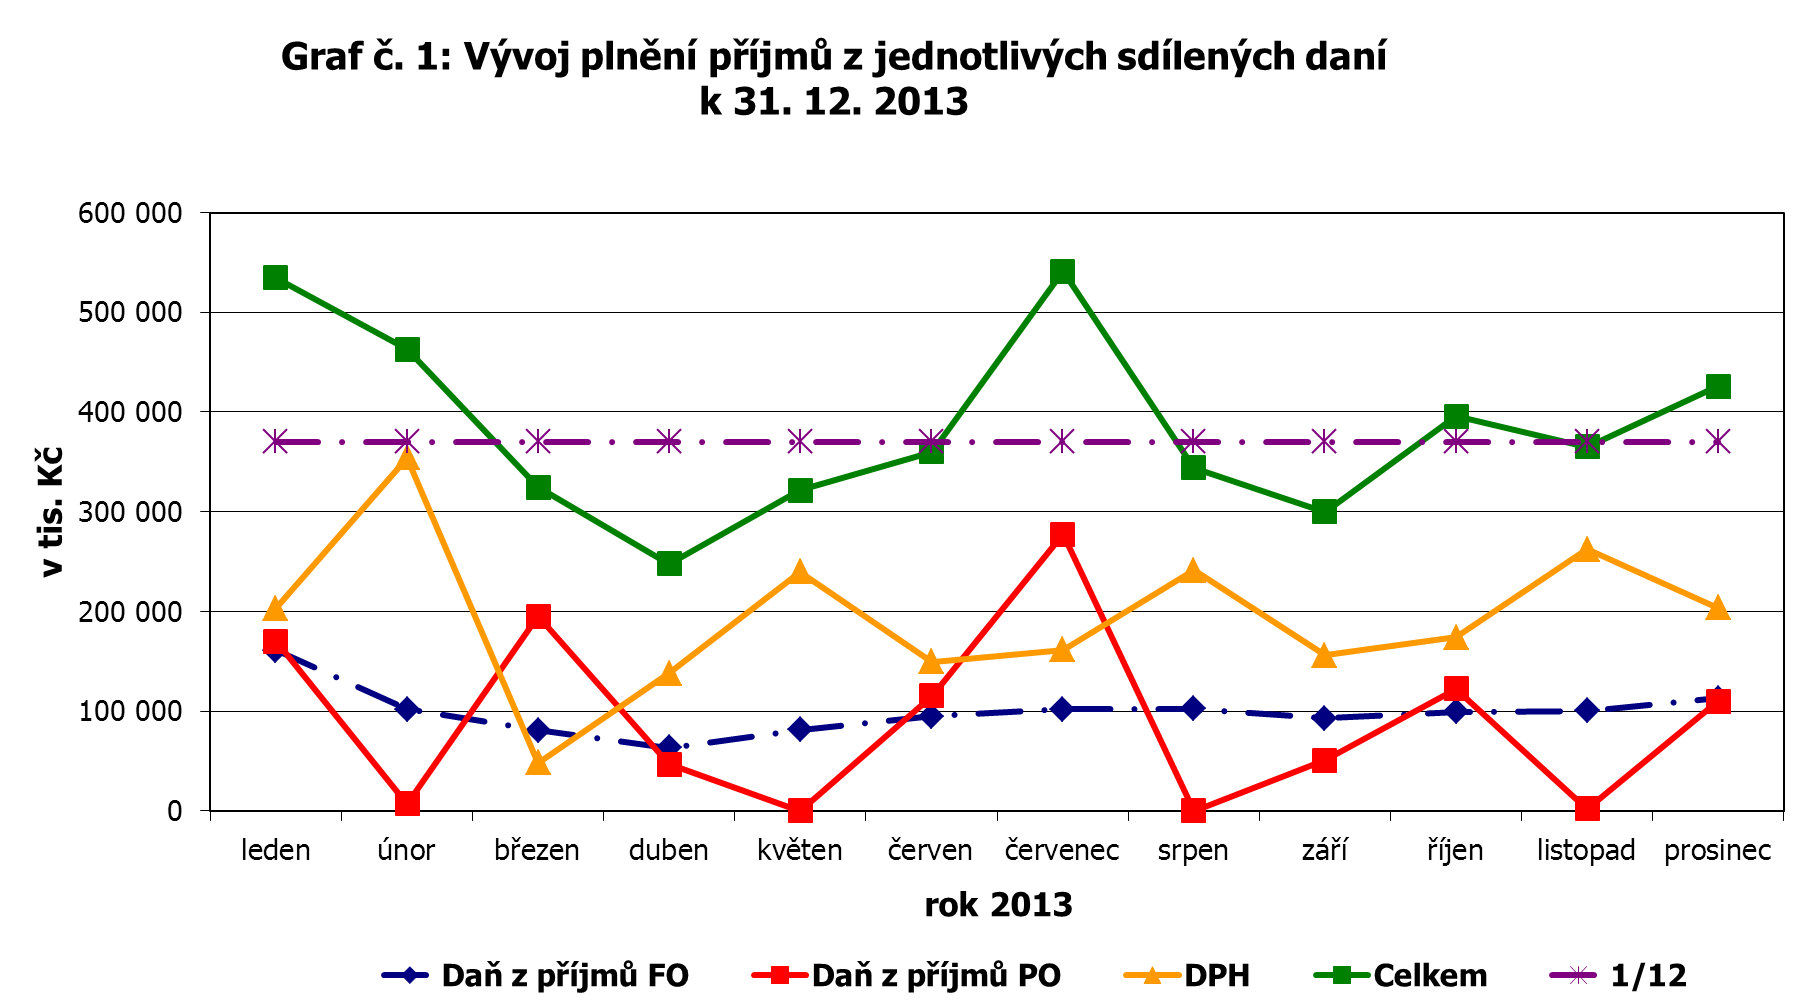 Graf č. 1: Vývoj plnění příjmů z jednotlivých sdílených daní
k 31. 12. 2013
600 000
500 000
400 000
300 000
200 000
100 000
0
v tis. Kč
leden únor březen duben květen červen červenec srpen září říjen listopad prosinec
rok 2013
Daň z příjmů FO Daň z příjmů PO DPH Celkem 1/12